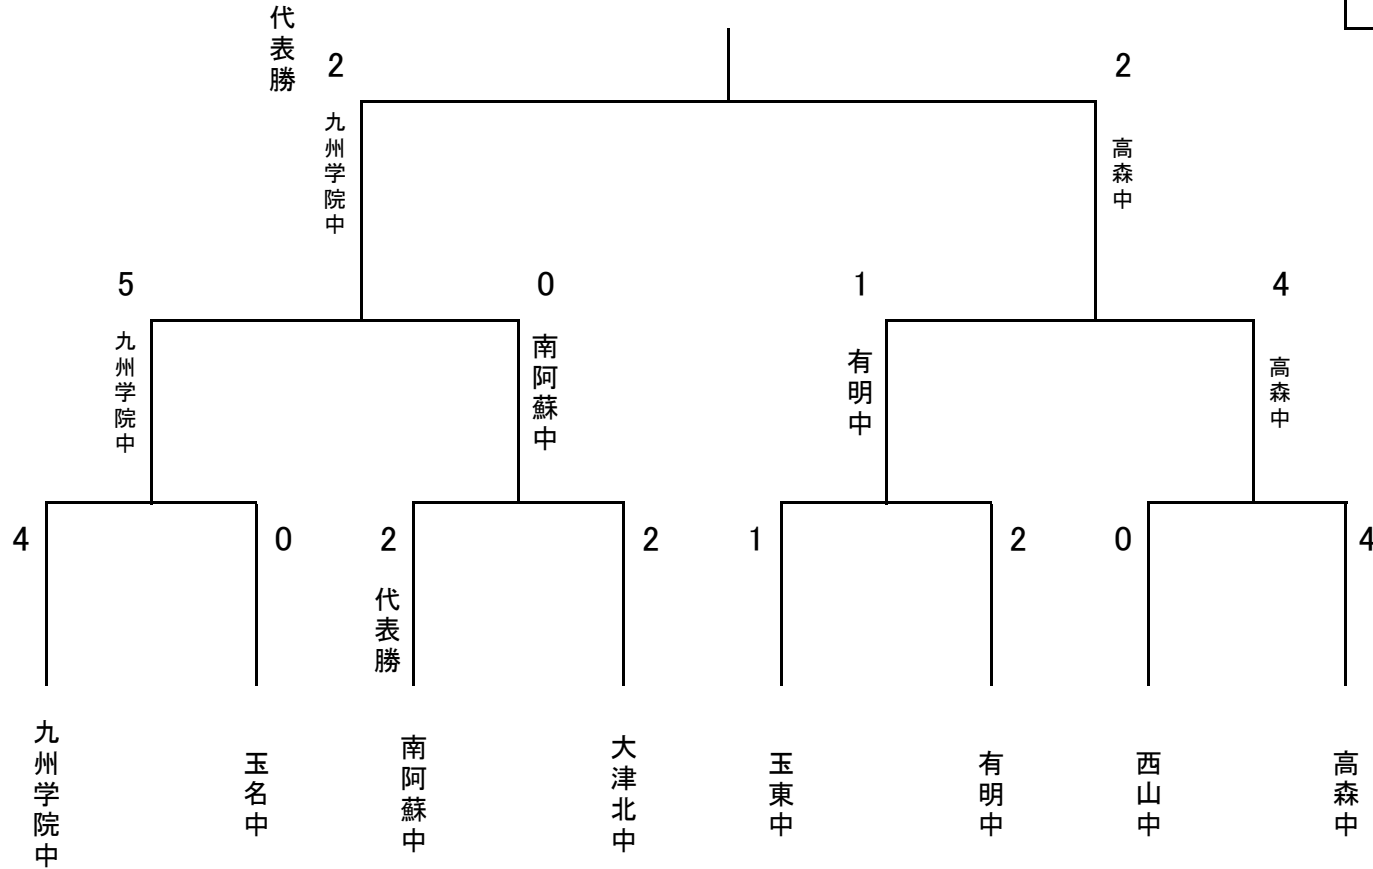 代表勝
2
2
九州学院中
高森中
5
0
1
4
九州学院中
南阿蘇中
有明中
高森中
4
0
2
2
1
2
0
4
代表勝
九州学院中
玉名中
南阿蘇中
大津北中
玉東中
有明中
西山中
高森中